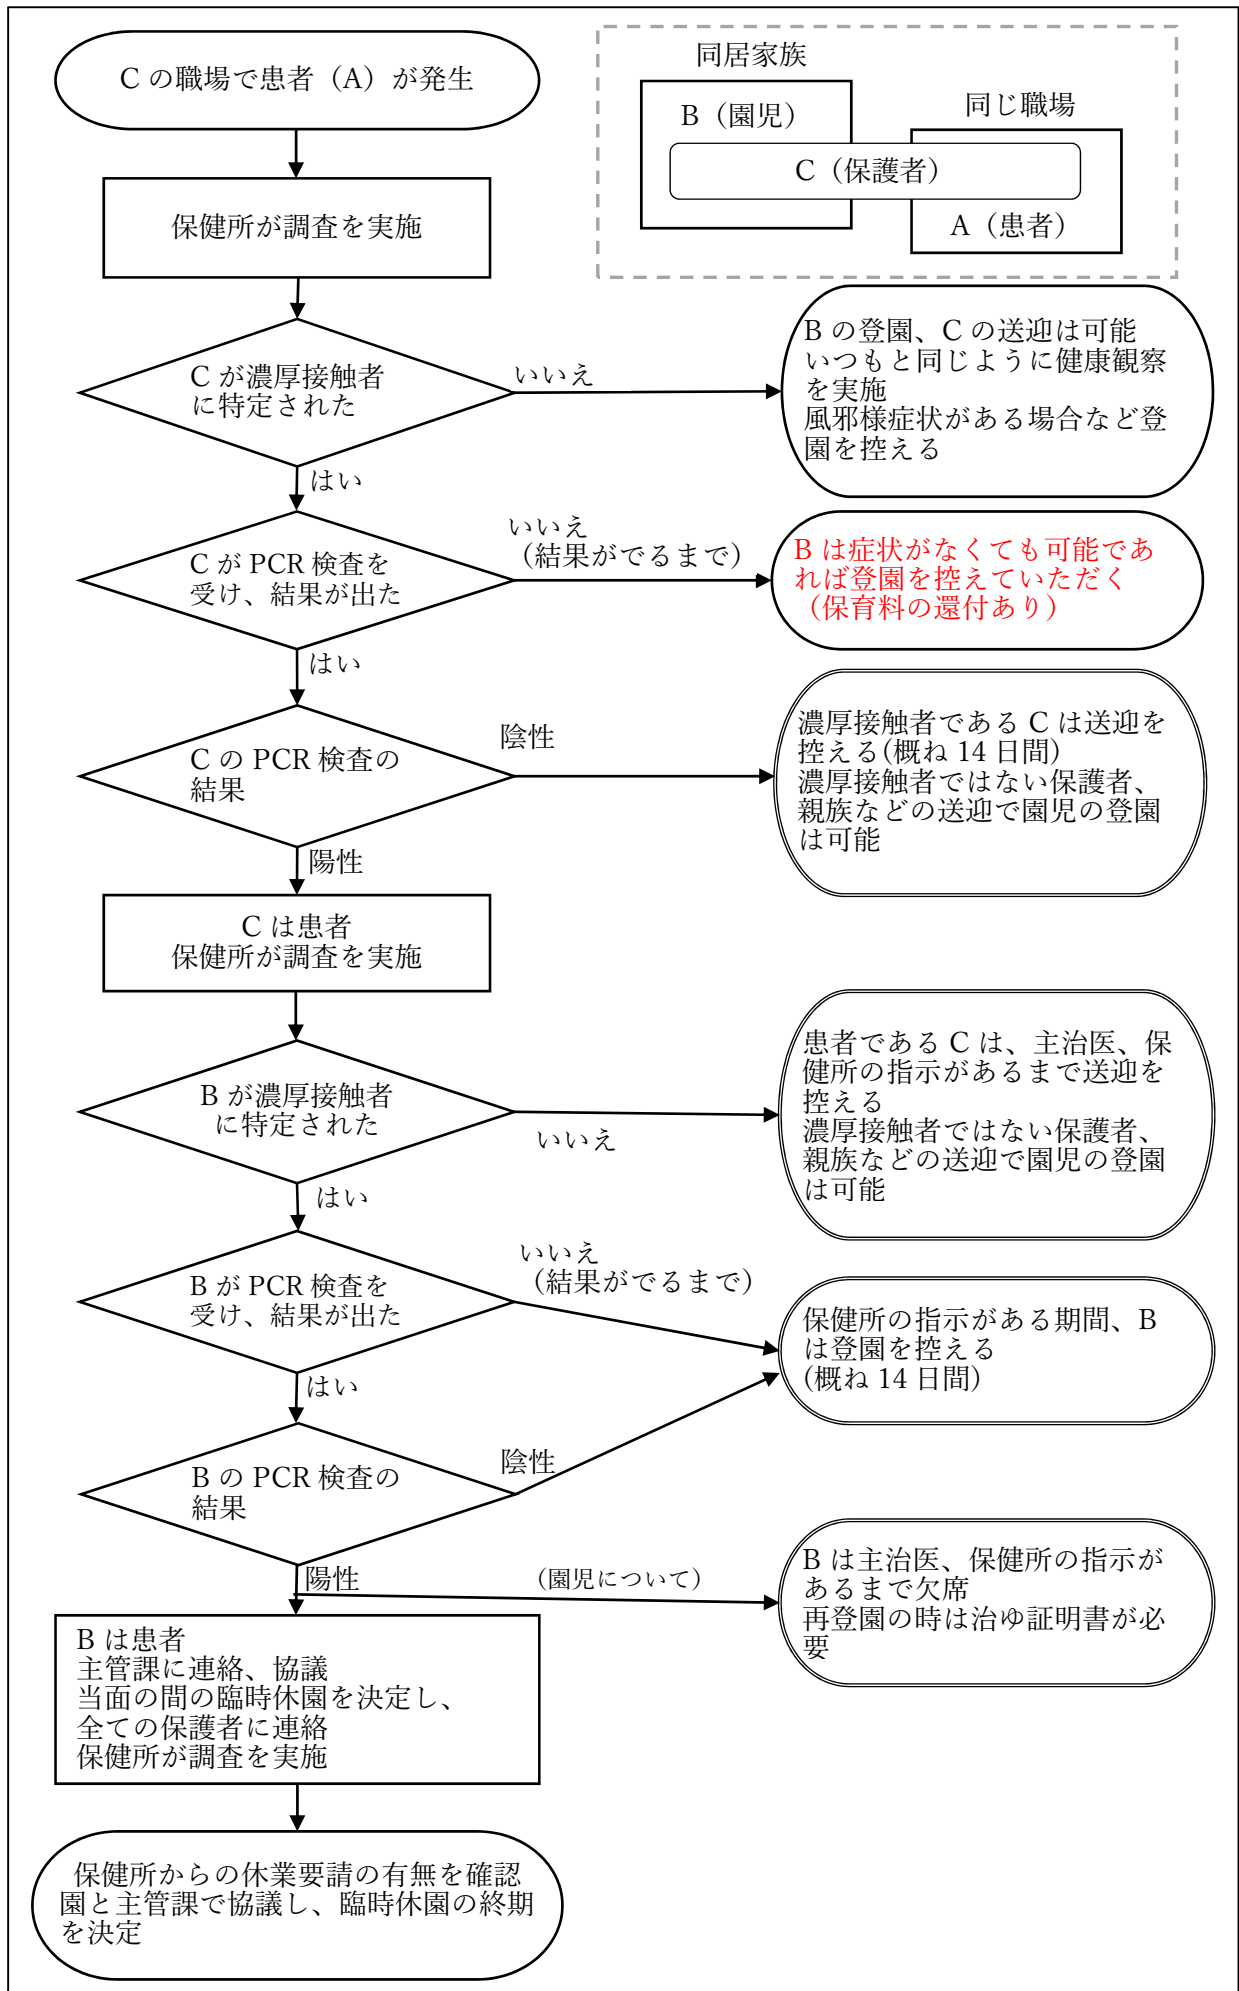 C の職場で患者（A）が発生
同居家族
B（園児）
同じ職場
C（保護者）
A（患者）
保健所が調査を実施
C が濃厚接触者
に特定された
いいえ
B の登園、C の送迎は可能
いつもと同じように健康観察
を実施
風邪様症状がある場合など登
園を控える
はい
C が PCR 検査を
受け、結果が出た
いいえ
（結果がでるまで）
B は症状がなくても可能であ
れば登園を控えていただく
（保育料の還付あり）
はい
C の PCR 検査の
結果
陰性
濃厚接触者である C は送迎を
控える(概ね 14 日間)
濃厚接触者ではない保護者、
親族などの送迎で園児の登園
は可能
陽性
C は患者
保健所が調査を実施
B が濃厚接触者
に特定された
いいえ
患者である C は、主治医、保
健所の指示があるまで送迎を
控える
濃厚接触者ではない保護者、
親族などの送迎で園児の登園
は可能
はい
B が PCR 検査を
受け、結果が出た
いいえ
（結果がでるまで）
保健所の指示がある期間、B
は登園を控える
(概ね 14 日間)
はい
B の PCR 検査の
結果
陰性
陽性
（園児について）
B は主治医、保健所の指示が
あるまで欠席
再登園の時は治ゆ証明書が必
要
B は患者
主管課に連絡、協議
当面の間の臨時休園を決定し、
全ての保護者に連絡
保健所が調査を実施
保健所からの休業要請の有無を確認
園と主管課で協議し、臨時休園の終期
を決定